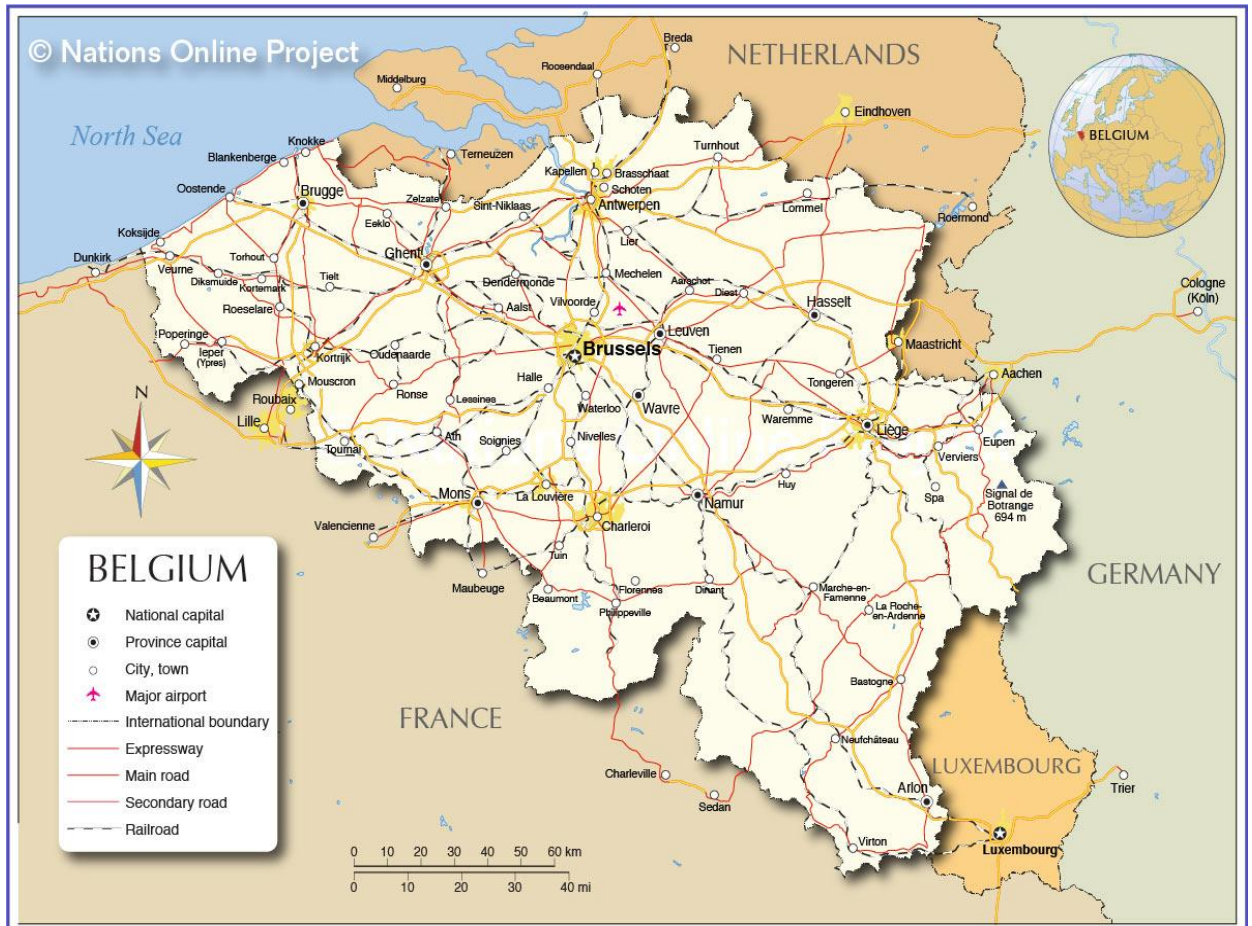 © Nations Online Project
NETHERLANDS
North Sea
BELGIUM
Breda
Roosendaal
Middelburg
Eindhoven
Knokke
Terneuzen
Turnhout
Blankenberge
Kapellen
Brasschaat
Schoten
Oostende
Brugge
Zelzate
Sint-Niklaas
Antwerpen
Lommel
Roermond
Eeklo
Koksijde
Lier
Dunkirk
Veurne
Torhout
Ghent
Diksmuide
Kortemark
Tielt
Dendermonde
Mechelen
Aarschot
Diest
Hasselt
Cologne
(Köln)
Roeselare
Aalst
Vilvoorde
Leuven
Maastricht
Poperinge
Ieper
(Ypres)
Kortrijk
Oudenaarde
Brussels
Tienen
Tongeren
Aachen
Mouscron
Roubaix
Ronse
Lessines
Halle
Waterloo
Wavre
Waremme
Lille
Tournai
Ath
Soignies
Nivelles
Liège
Verviers
Eupen
N
Mons
La Louvière
Charleroi
Namur
Huy
Spa
Signal de
Botrange
694 m
Valencienne
Tuin
Maubeuge
Beaumont
Florennes
Philippeville
Dinant
Marche-en-
Famenne
La Roche-
en-Ardenne
GERMANY
BELGIUM
National capital
Province capital
City, town
Major airport
International boundary
Expressway
Main road
Secondary road
Railroad
FRANCE
Bastogne
Neufchâteau
LUXEMBOURG
Charleville
Sedan
Arlon
Trier
Virton
Luxembourg
0 10 20 30 40 50 60 km
0 10 20 30 40 mi